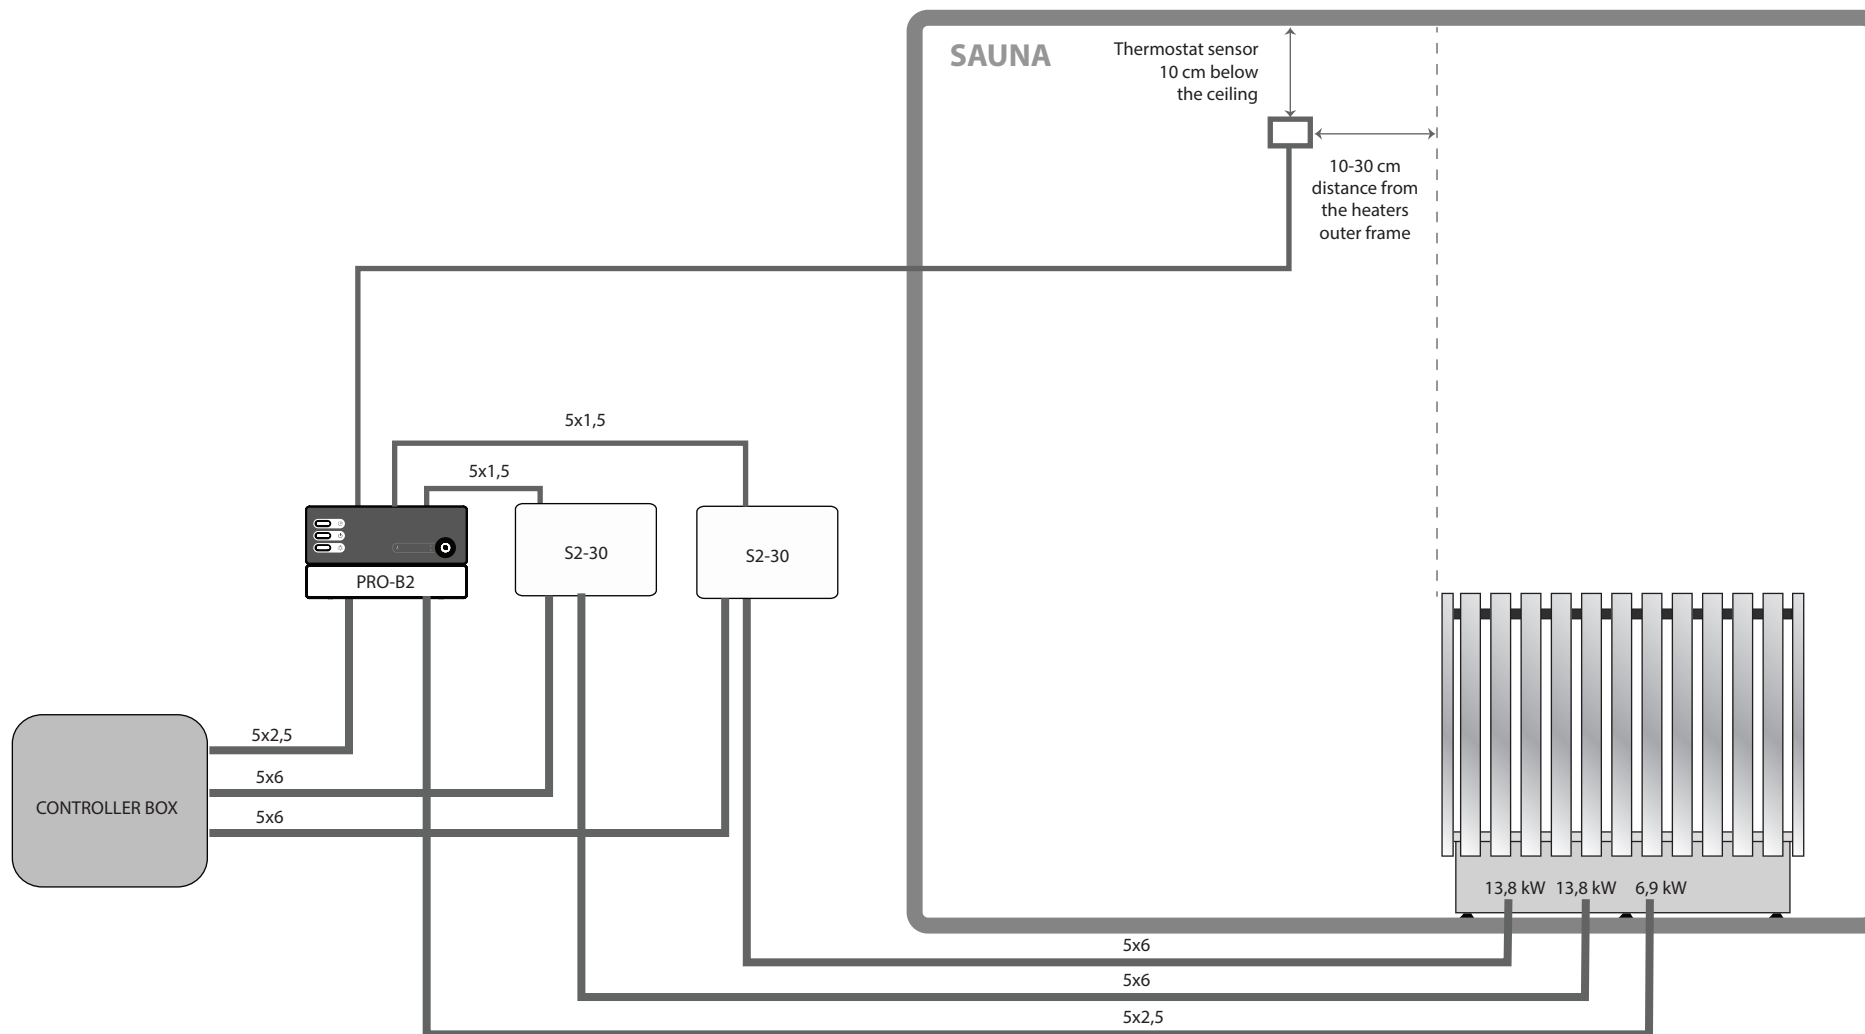 SAUNA
Thermostat sensor
10 cm below
the ceiling
10-30 cm
distance from
the heaters
outer frame
5x1,5
5x1,5
PRO-B2
S2-30
S2-30
5x2,5
5x6
5x6
CONTROLLER BOX
13,8 kW 13,8 kW 6,9 kW
5x6
5x6
5x2,5